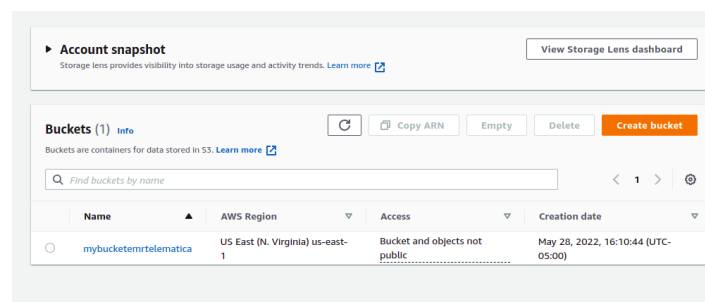 Account snapshot
View Storage Lens dashboard
Storage lens provides visibility into storage usage and activity trends. Learn more
Buckets (1) Info
Copy ARN
Empty
Delete
Create bucket
Buckets are containers for data stored in S3. Learn more
Find buckets by name
1
Name
AWS Region
Access
Creation date
mybucketemrtelematica
US East (N. Virginia) us-east-
1
Bucket and objects not
public
May 28, 2022, 16:10:44 (UTC-
05:00)